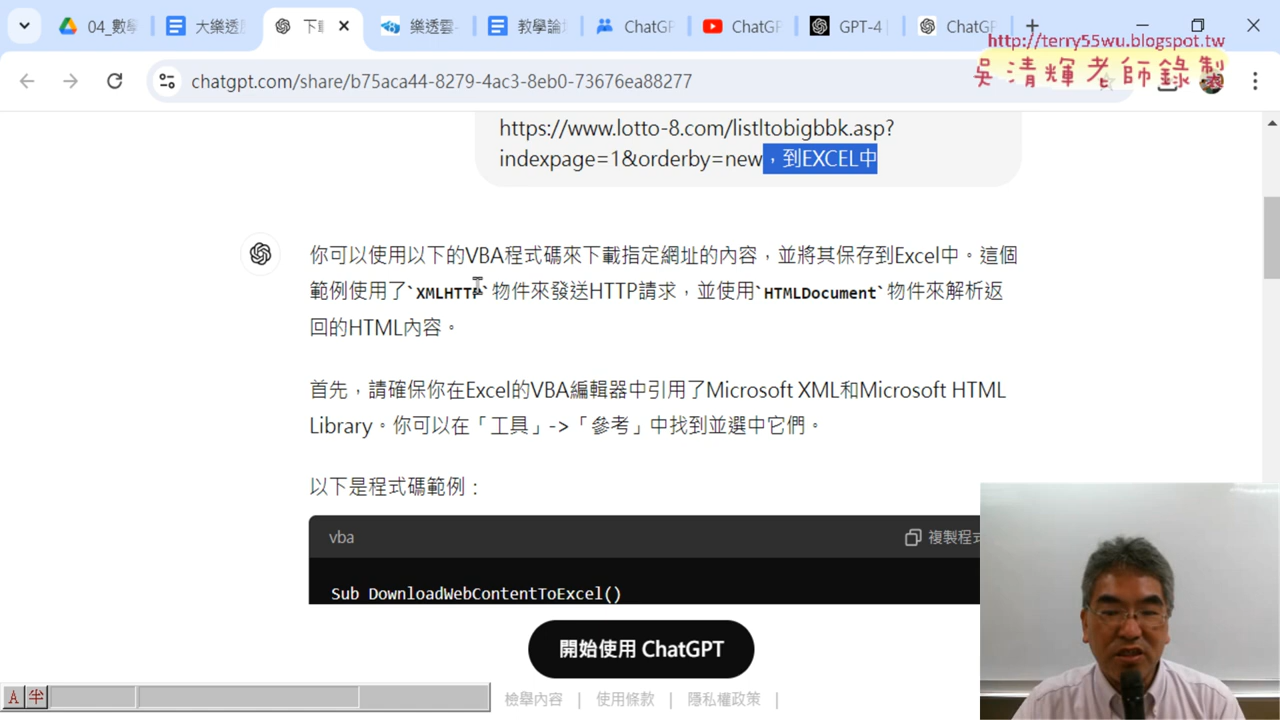 04_數學
大樂透
下載
樂透雲-
教學論
ChatGP
ChatGP
GPT-4
ChatG
http://terry55wu.blogspot.tw
吳清輝老師錄製
chatgpt.com/share/b75aca44-8279-4ac3-8eb0-73676ea88277
https://www.lotto-8.com/listltobigbbk.asp?
indexpage=1&orderby=new，到EXCEL中
你可以使用以下的VBA程式碼來下載指定網址的內容，並將其保存到Excel中。這個
範例使用了`XMLHTTP`物件來發送HTTP請求，並使用`HTMLDocument`物件來解析返
回的HTML內容。
首先，請確保你在Excel的VBA編輯器中引用了Microsoft XML和Microsoft HTML
Library。你可以在「工具」->「參考」中找到並選中它們。
以下是程式碼範例：
vba
複製程式
Sub DownloadWebContentToExcel()
開始使用 ChatGPT
檢舉內容 | 使用條款 | 隱私權政策 |
A 半